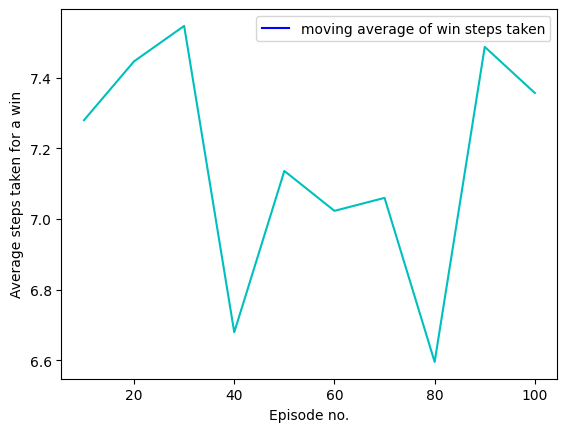 moving average of win steps taken
Average steps taken for a win
7.4
7.2
7.0
6.8
6.6
20 40 60 80 100
Episode no.